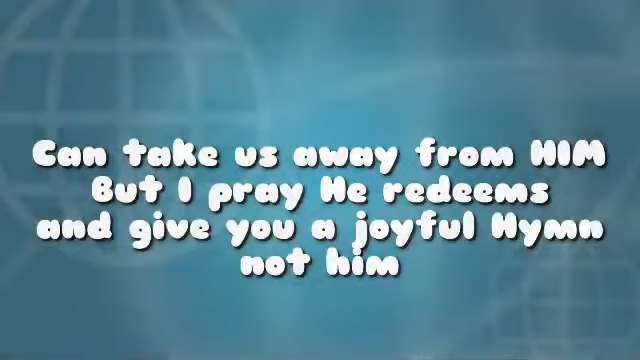 Can take us away from HIM
But I pray He redeems
and give you a joyful Hymn
not him